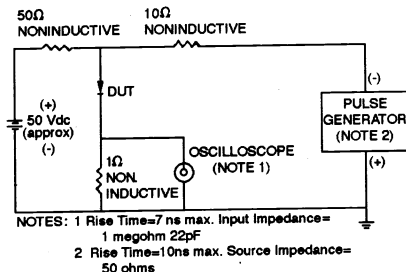 50Ω
NONINDUCTIVE
10Ω
NONINDUCTIVE
DUT
(+)
50 Vdc
(approx)
(-)
1Ω
NON.
INDUCTIVE
OSCILLOSCOPE
(NOTE 1)
(-)
PULSE
GENERATOR
(NOTE 2)
(+)
NOTES: 1 Rise Time=7 ns max. Input Impedance=
1 megohm 22pF
2 Rise Time=10ns max. Source Impedance=
50 ohms